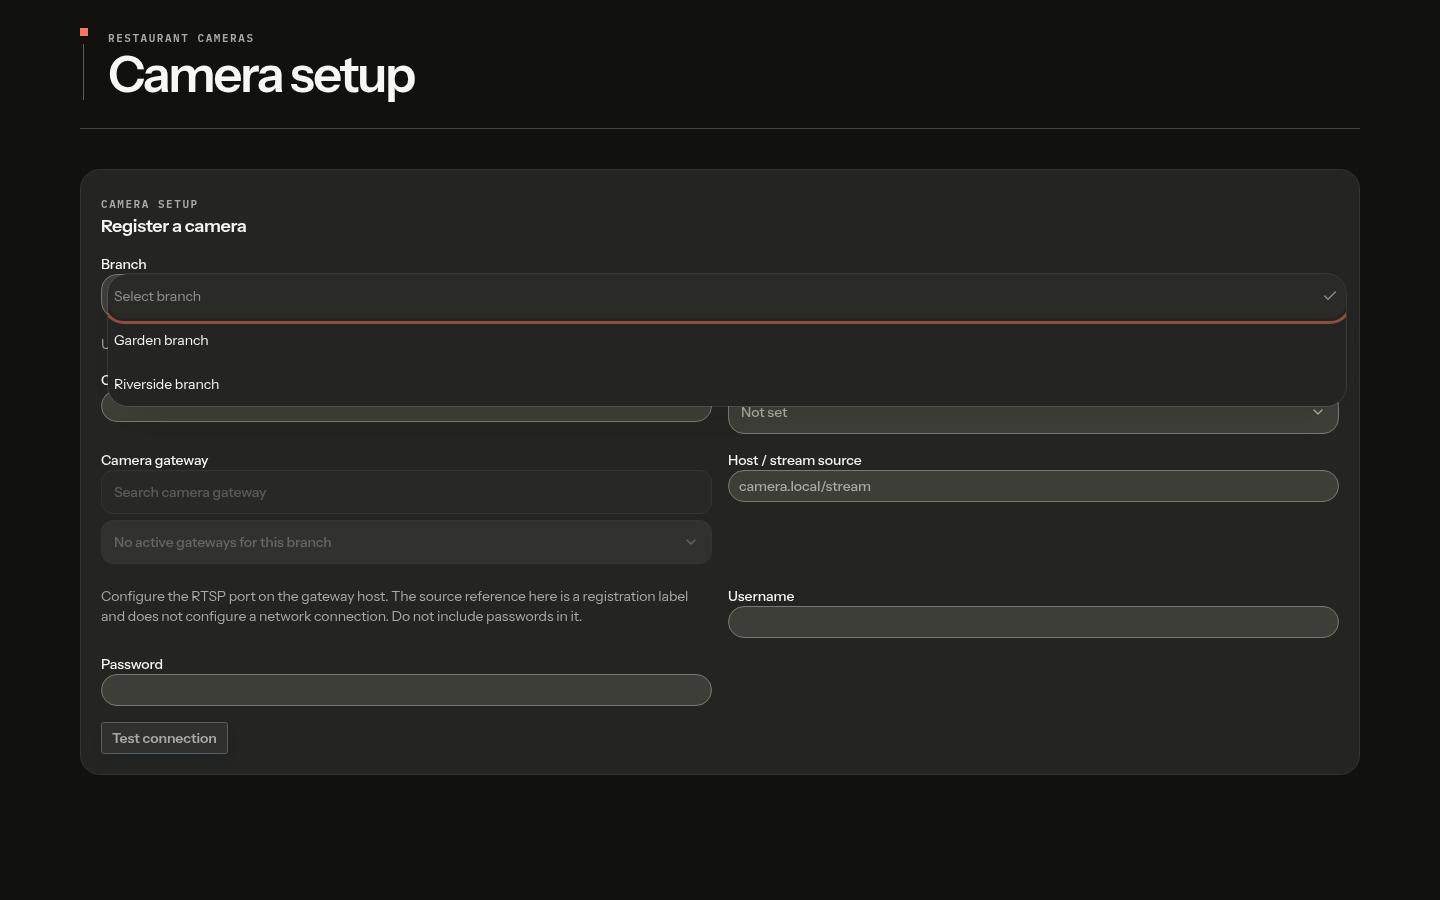 RESTAURANT CAMERAS
Camera setup
CAMERA SETUP
Register a camera
Branch
Select branch
Garden branch
Riverside branch
Not set
Camera gateway
Host / stream source
Search camera gateway
camera.local/stream
No active gateways for this branch
Configure the RTSP port on the gateway host. The source reference here is a registration label
and does not configure a network connection. Do not include passwords in it.
Username
Password
Test connection